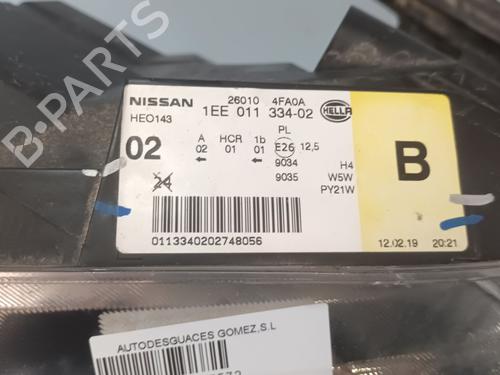 B-PARTS
NISSAN 26010 4FA0A
HEO143 1EE 011 334-02 HELLA
PL
02 A HCR 1b E26 12,5
02 01 01
9034 H4
24 9035 W5W
PY21W
B
0113340202748056
12.02.19 20:21
AUTODESGUACES GOMEZ,S.L